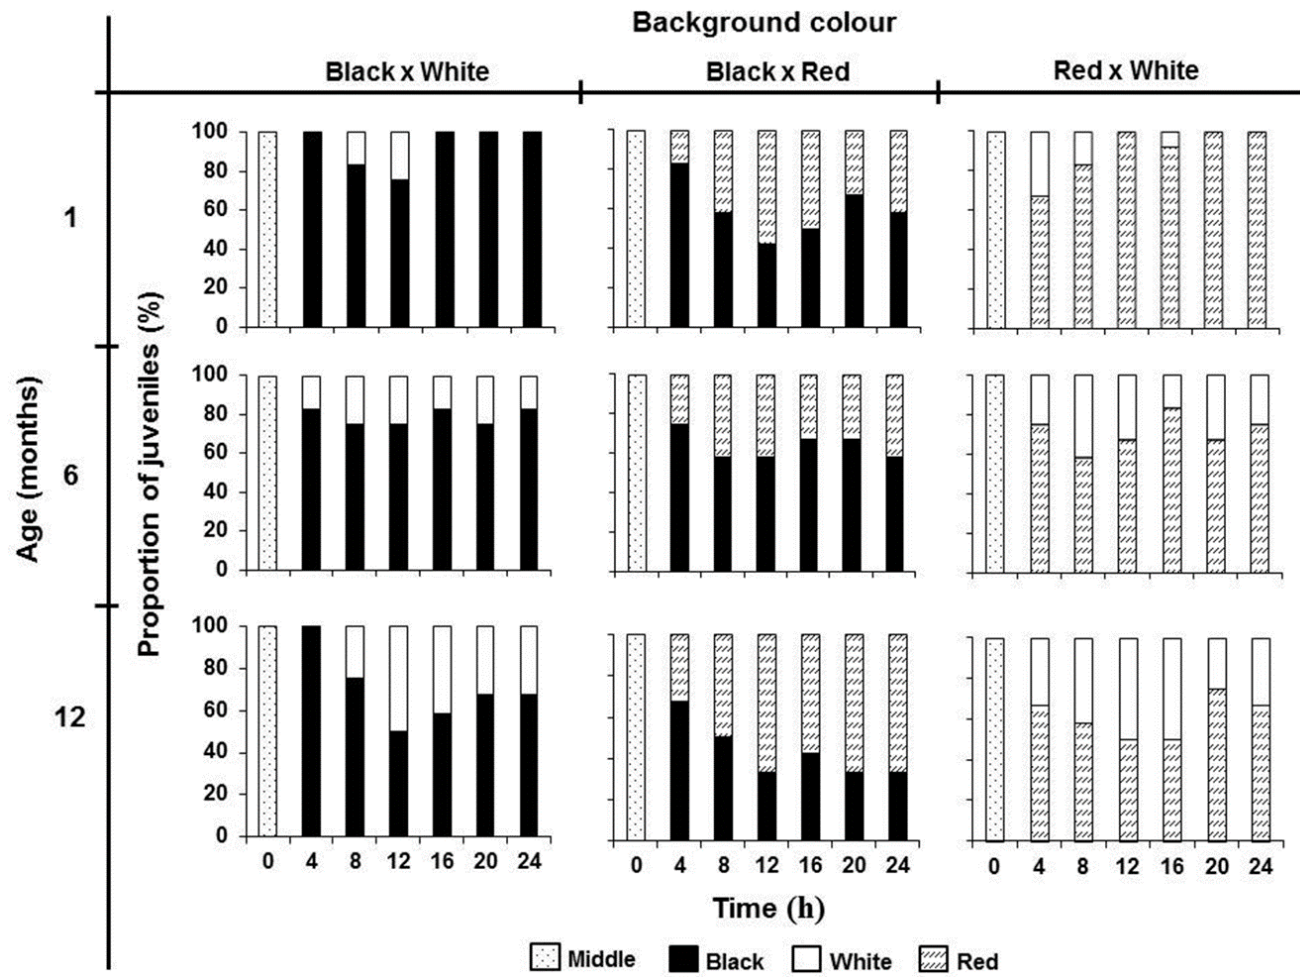 Background colour
Black x White
Black x Red
Red x White
Age (months)
Proportion of juveniles (%)
1
100
80
60
40
20
0
6
100
80
60
40
20
0
12
100
80
60
40
20
0
0 4 8 12 16 20 24
0 4 8 12 16 20 24
0 4 8 12 16 20 24
Time (h)
Middle Black White Red